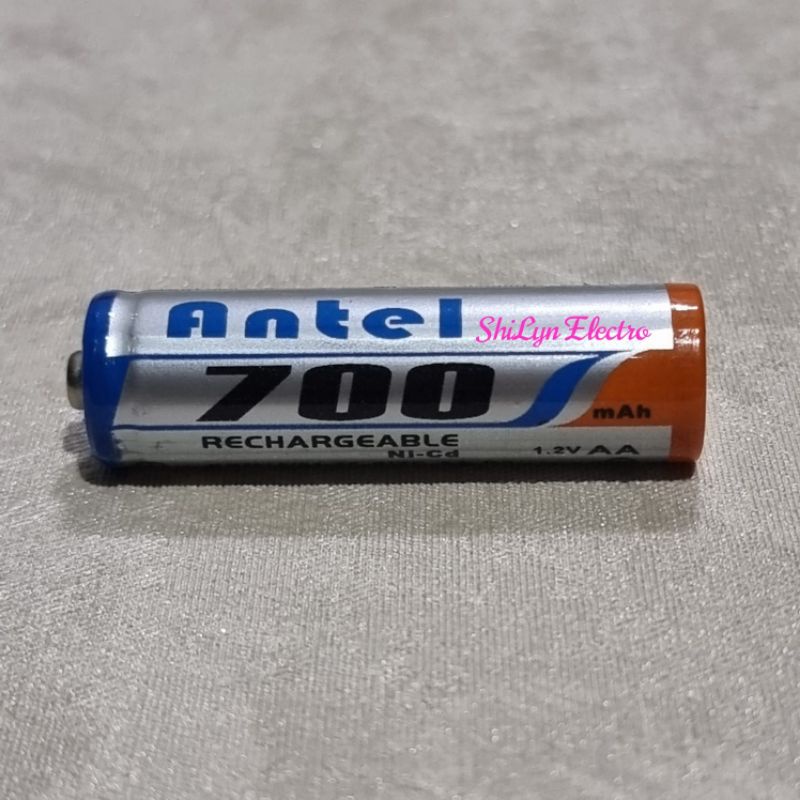 Antel
ShiLyn Electro
700
mAh
RECHARGEABLE
Ni-Cd
1.2V AA